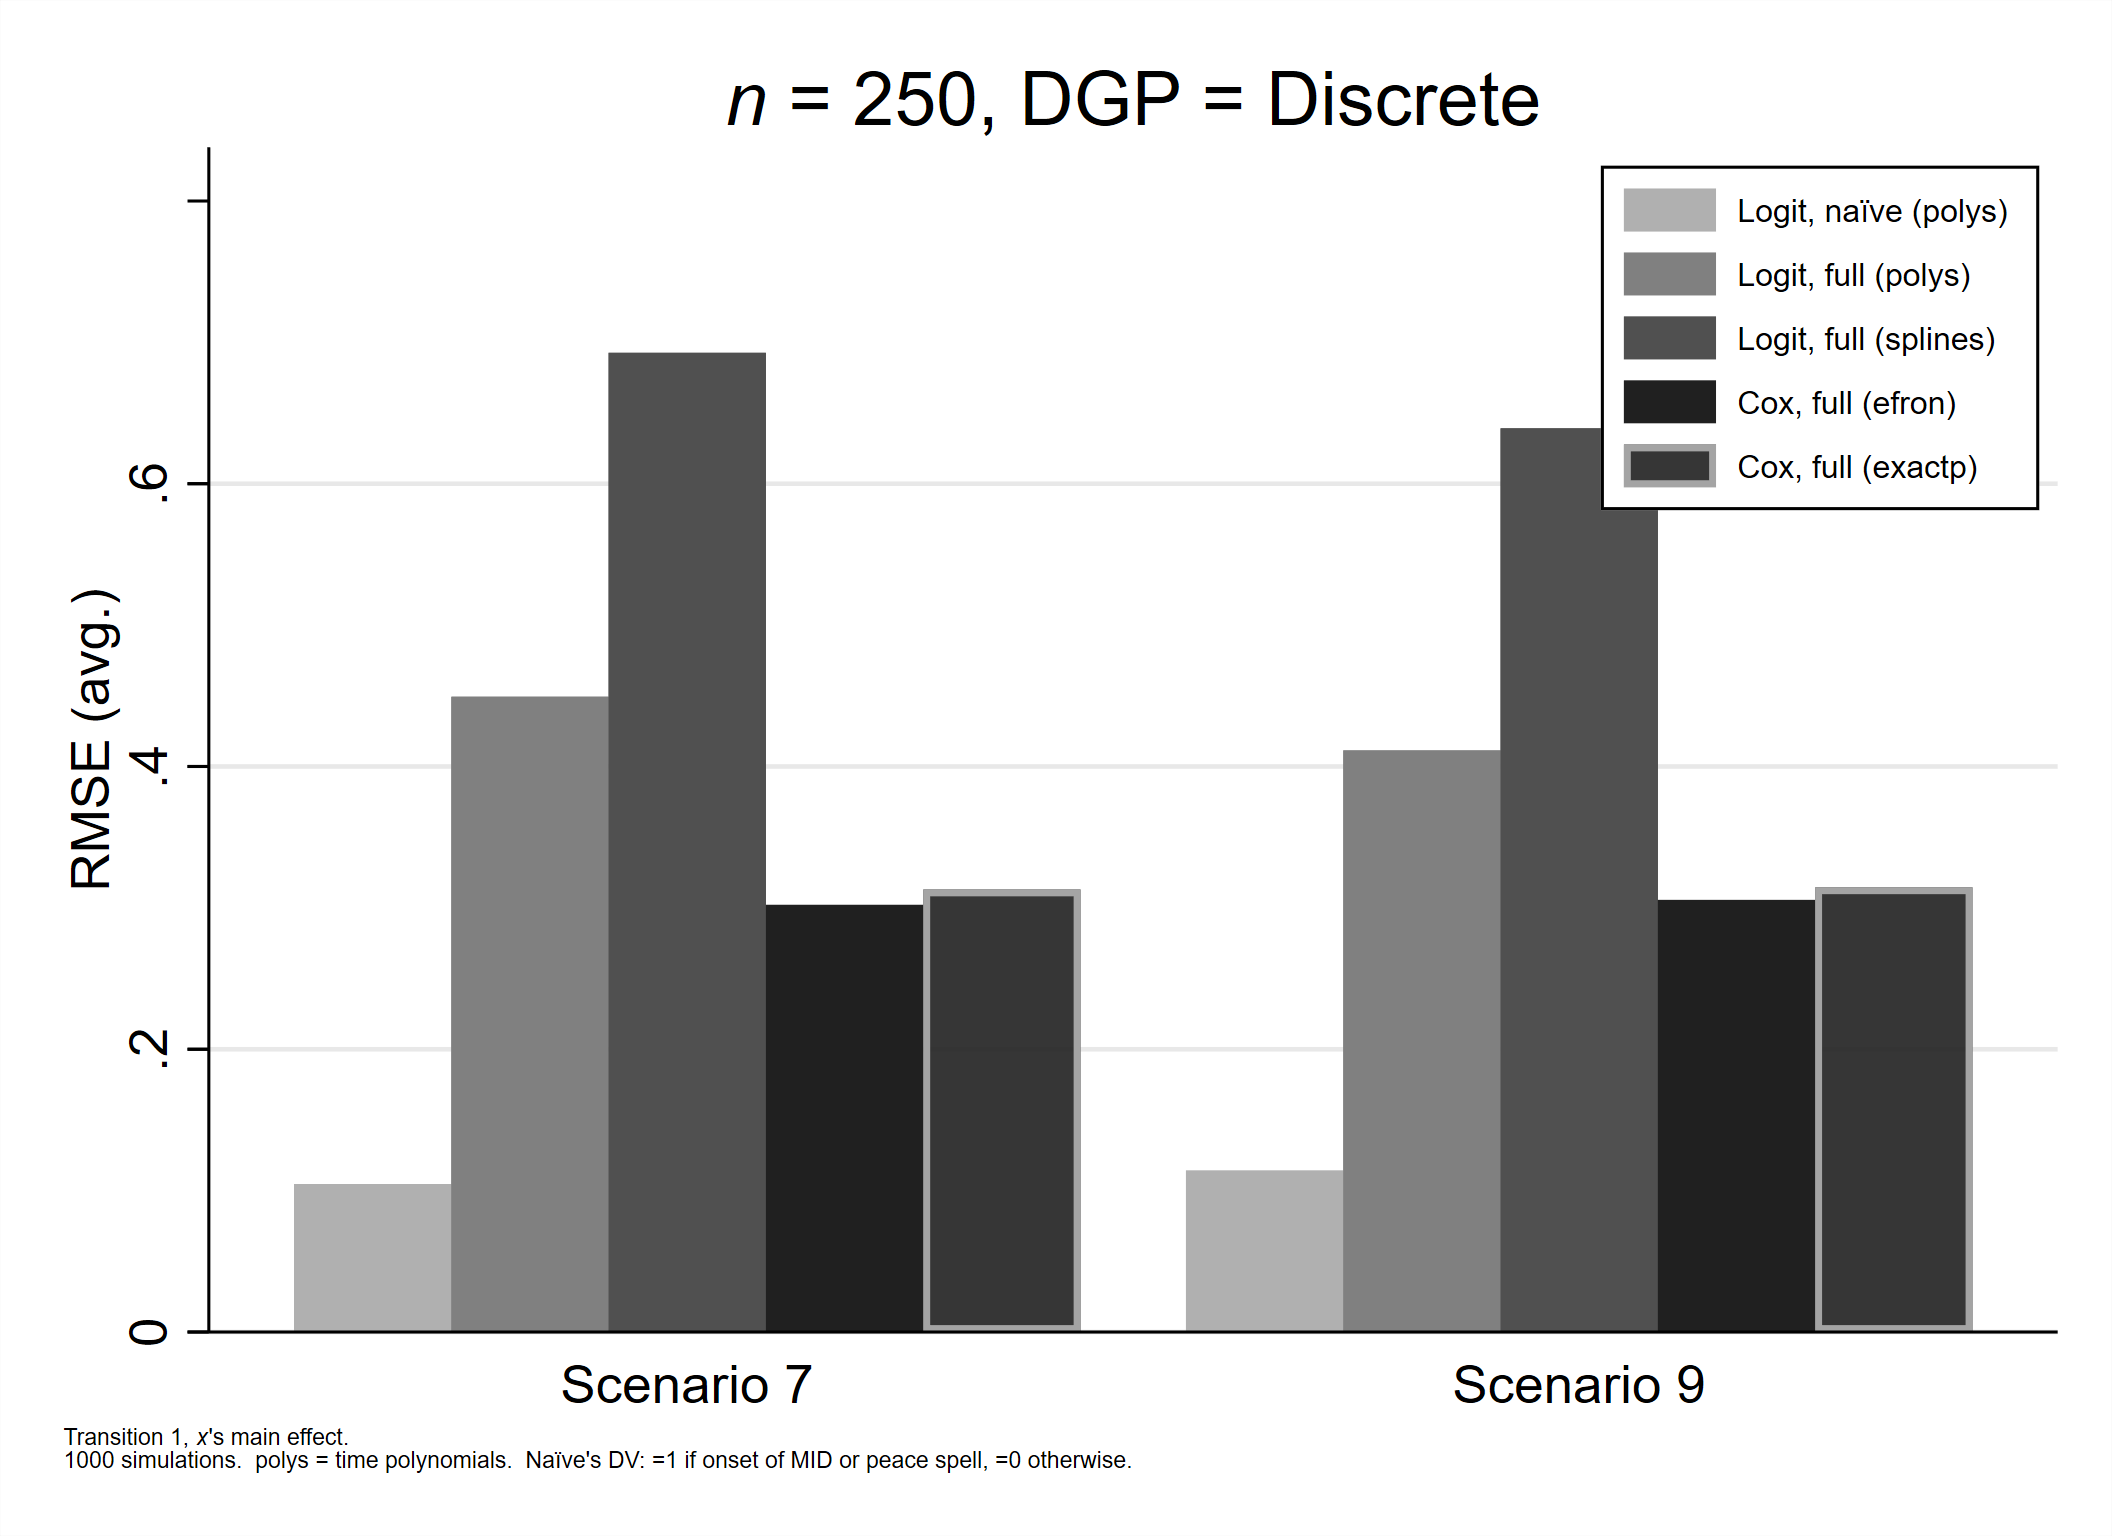 n = 250, DGP = Discrete
Logit, naïve (polys)
Logit, full (polys)
Logit, full (splines)
Cox, full (efron)
Cox, full (exactp)
RMSE (avg.)
.6
.4
.2
0
Scenario 7
Scenario 9
Transition 1, x's main effect.
1000 simulations.  polys = time polynomials.  Naïve's DV: =1 if onset of MID or peace spell, =0 otherwise.